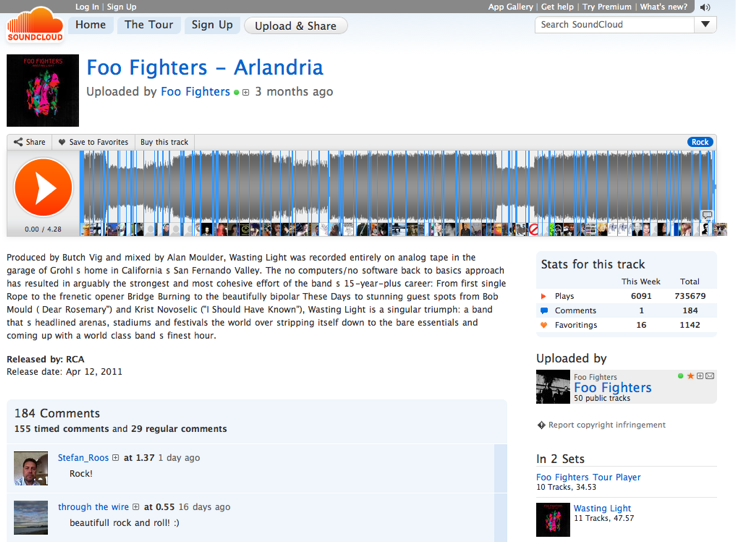 Log In | Sign Up
App Gallery | Get help | Try Premium | What's new?
SOUNDCLOUD
Home
The Tour
Sign Up
Upload & Share
Search SoundCloud
FOO FIGHTERS
Foo Fighters - Arlandria
Uploaded by Foo Fighters 3 months ago
Share
Save to Favorites
Buy this track
Rock
0.00 / 4.28
Produced by Butch Vig and mixed by Alan Moulder, Wasting Light was recorded entirely on analog tape in the
garage of Grohl s home in California s San Fernando Valley. The no computers/no software back to basics approach
has resulted in arguably the strongest and most cohesive effort of the band s 15-year-plus career: From first single
Rope to the frenetic opener Bridge Burning to the beautifully bipolar These Days to stunning guest spots from Bob
Mould ( Dear Rosemary") and Krist Novoselic ("I Should Have Known"), Wasting Light is a singular triumph: a band
that s headlined arenas, stadiums and festivals the world over stripping itself down to the bare essentials and
coming up with a world class band s finest hour.
Released by: RCA
Release date: Apr 12, 2011
184 Comments
155 timed comments and 29 regular comments
Stefan_Roos at 1.37 1 day ago
Rock!
through the wire at 0.55 16 days ago
beautifull rock and roll! :)
Stats for this track
This Week Total
Plays 6091 735679
Comments 1 184
Favoritings 16 1142
Uploaded by
Foo Fighters
Foo Fighters
50 public tracks
Report copyright infringement
In 2 Sets
Foo Fighters Tour Player
10 Tracks, 34.53
Wasting Light
11 Tracks, 47.57